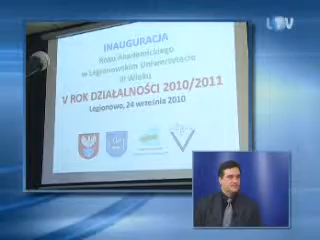 LTV
INAUGURACJA
Roku Akademickiego
w Legionowskim Uniwersytecie
III Wieku
V ROK DZIAŁALNOŚCI 2010/2011
Legionowo, 24 września 2010